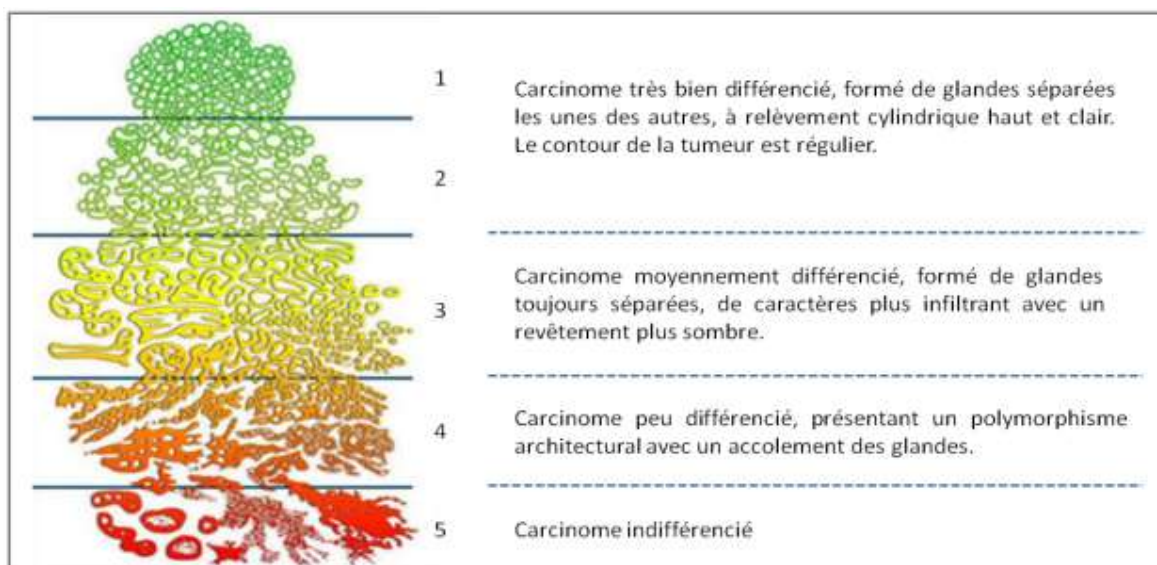 1
Carcinome très bien différencié, formé de glandes séparées
les unes des autres, à relèvement cylindrique haut et clair.
Le contour de la tumeur est régulier.
2
3
Carcinome moyennement différencié, formé de glandes
toujours séparées, de caractères plus infiltrant avec un
revêtement plus sombre.
4
Carcinome peu différencié, présentant un polymorphisme
architectural avec un accolement des glandes.
5
Carcinome indifférencié